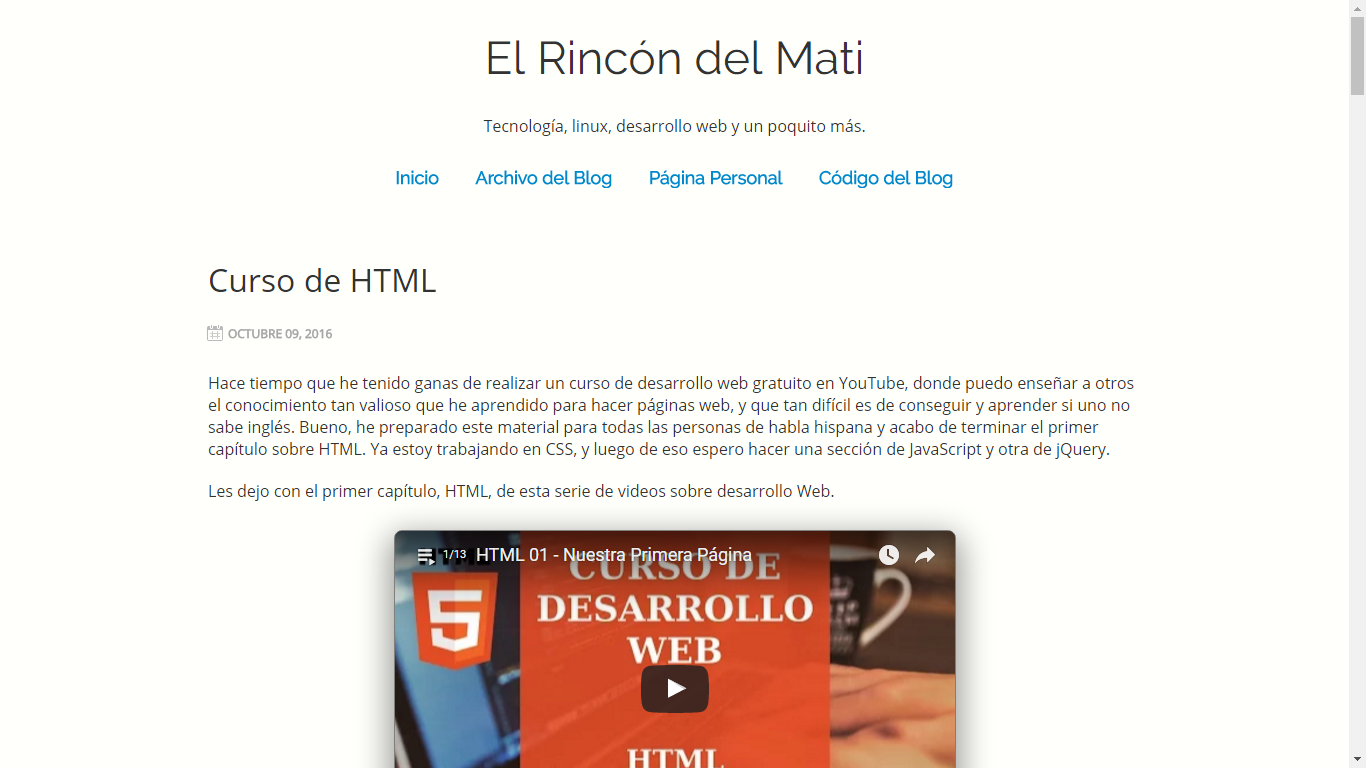 El Rincón del Mati
Tecnología, linux, desarrollo web y un poquito más.
Inicio Archivo del Blog Página Personal Código del Blog
Curso de HTML
OCTUBRE 09, 2016
Hace tiempo que he tenido ganas de realizar un curso de desarrollo web gratuito en YouTube, donde puedo enseñar a otros
el conocimiento tan valioso que he aprendido para hacer páginas web, y que tan difícil es de conseguir y aprender si uno no
sabe inglés. Bueno, he preparado este material para todas las personas de habla hispana y acabo de terminar el primer
capítulo sobre HTML. Ya estoy trabajando en CSS, y luego de eso espero hacer una sección de JavaScript y otra de jQuery.
Les dejo con el primer capítulo, HTML, de esta serie de videos sobre desarrollo Web.
1/13 HTML 01 - Nuestra Primera Página
CURSO DE
DESARROLLO
WEB
HTML